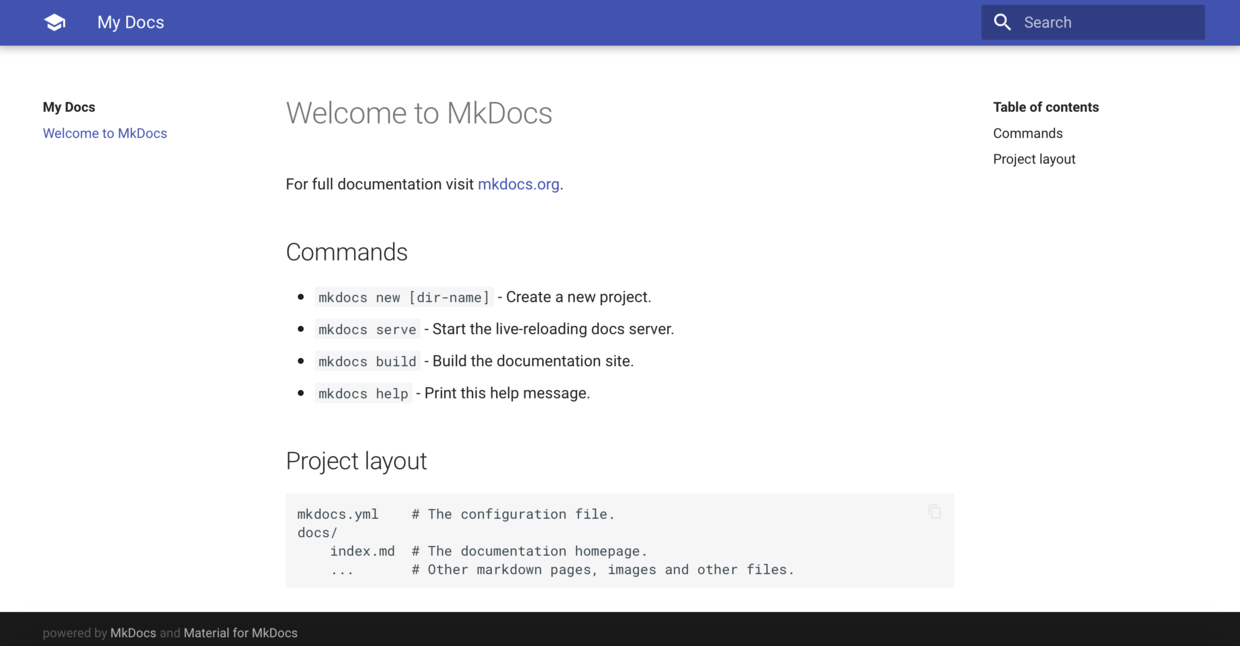 My Docs
Search
My Docs
Welcome to MkDocs
Welcome to MkDocs
For full documentation visit mkdocs.org.
Commands
mkdocs new [dir-name] - Create a new project.
mkdocs serve - Start the live-reloading docs server.
mkdocs build - Build the documentation site.
mkdocs help - Print this help message.
Project layout
mkdocs.yml    # The configuration file.
docs/
    index.md  # The documentation homepage.
    ...       # Other markdown pages, images and other files.
Table of contents
Commands
Project layout
powered by MkDocs and Material for MkDocs